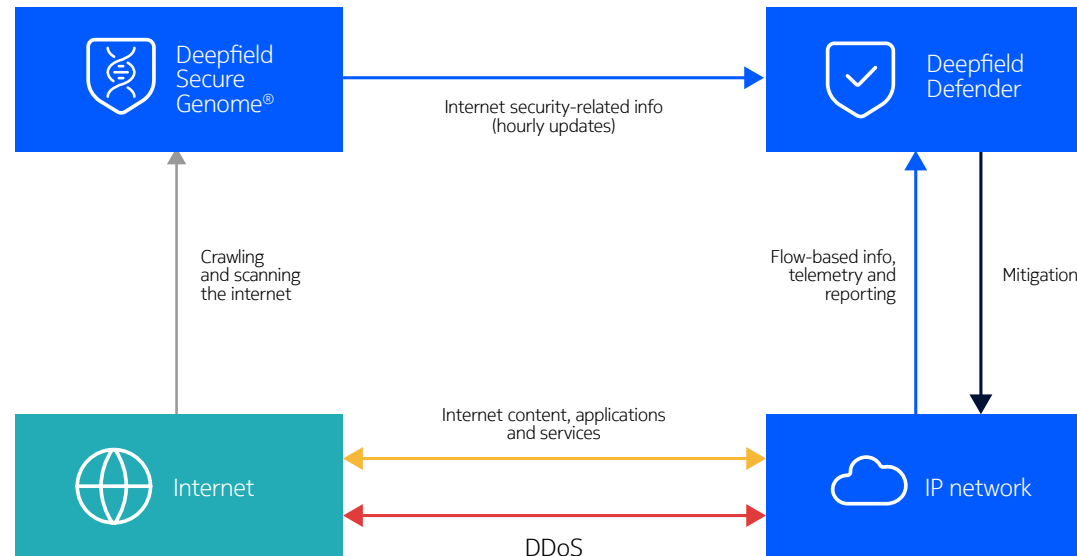 Deepfield
Secure
Genome®
Deepfield
Defender
Internet security-related info
(hourly updates)
Crawling
and scanning
the internet
Flow-based info,
telemetry and
reporting
Mitigation
Internet content, applications
and services
Internet
IP network
DDoS